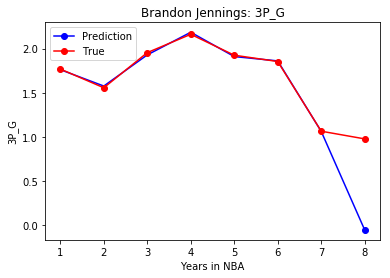 Brandon Jennings: 3P_G
Prediction
True
3P_G
2.0
1.5
1.0
0.5
0.0
1 2 3 4 5 6 7 8
Years in NBA